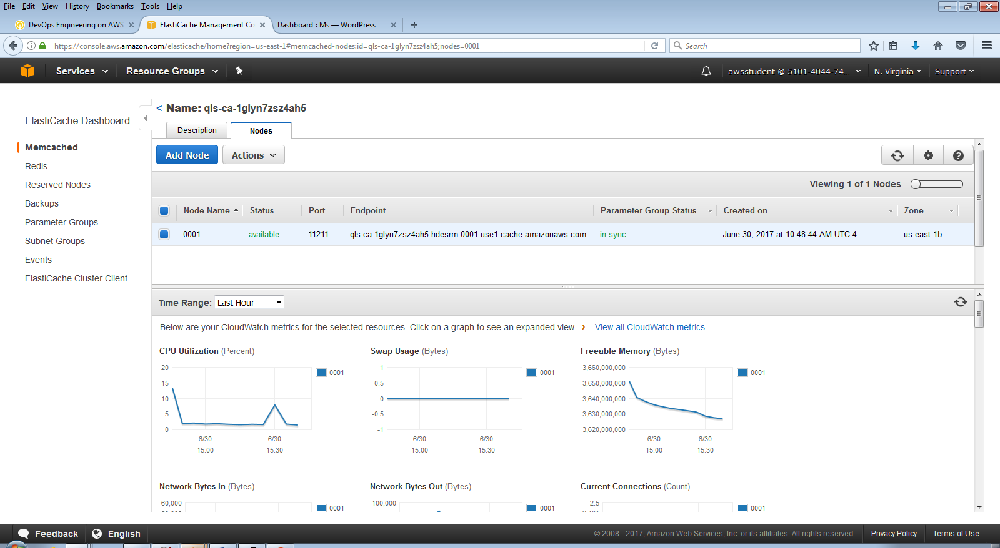 File Edit View History Bookmarks Tools Help
DevOps Engineering on AWS
ElastiCache Management Co
Dashboard ‹ Ms — WordPress
https://console.aws.amazon.com/elasticache/home?region=us-east-1#memcached-nodes:id=qls-ca-1glyn7zsz4ah5;nodes=0001
Search
Services
Resource Groups
awsstudent @ 5101-4044-74...
N. Virginia
Support
ElastiCache Dashboard
Memcached
Redis
Reserved Nodes
Backups
Parameter Groups
Subnet Groups
Events
ElastiCache Cluster Client
< Name: qls-ca-1glyn7zsz4ah5
Description
Nodes
Add Node
Actions
Viewing 1 of 1 Nodes
Node Name Status Port Endpoint Parameter Group Status Created on Zone
0001 available 11211 qls-ca-1glyn7zsz4ah5.hdesrm.0001.use1.cache.amazonaws.com in-sync June 30, 2017 at 10:48:44 AM UTC-4 us-east-1b
Time Range: Last Hour
Below are your CloudWatch metrics for the selected resources. Click on a graph to see an expanded view. › View all CloudWatch metrics
CPU Utilization (Percent)
20
15
10
5
0
6/30 15:00
6/30 15:30
0001
Swap Usage (Bytes)
1
0.5
0
-0.5
-1
6/30 15:00
6/30 15:30
0001
Freeable Memory (Bytes)
3,660,000,000
3,650,000,000
3,640,000,000
3,630,000,000
3,620,000,000
6/30 15:00
6/30 15:30
0001
Network Bytes In (Bytes)
60,000
0001
Network Bytes Out (Bytes)
100,000
0001
Current Connections (Count)
2.5
0001
Feedback
English
© 2008 - 2017, Amazon Web Services, Inc. or its affiliates. All rights reserved.
Privacy Policy
Terms of Use